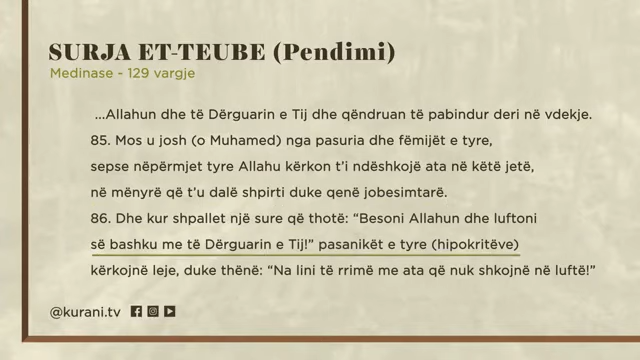 SURJA ET-TEUBE (Pendimi)
Medinase - 129 vargje
...Allahun dhe të Dërguarin e Tij dhe qëndruan të pabindur deri në vdekje.
85. Mos u josh (o Muhamed) nga pasuria dhe fëmijët e tyre,
sepse nëpërmjet tyre Allahu kërkon t’i ndëshkojë ata në këtë jetë,
në mënyrë që t’u dalë shpirti duke qenë jobesimtarë.
86. Dhe kur shpallet një sure që thotë: “Besoni Allahun dhe luftoni
së bashku me të Dërguarin e Tij!” pasanikët e tyre (hipokritëve)
kërkojnë leje, duke thënë: “Na lini të rrimë me ata që nuk shkojnë në luftë!”
@kurani.tv